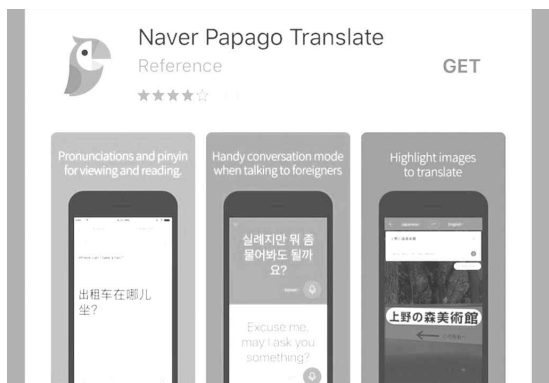 Naver Papago Translate
Reference
GET
Pronunciations and pinyin
for viewing and reading.
Handy conversation mode
when talking to foreigners
Highlight images
to translate
出租车在哪儿
坐?
실례지만 뭐 좀
물어봐도 될까
요?
Excuse me,
may I ask you
something?
Japanese
English
上野の森美術館